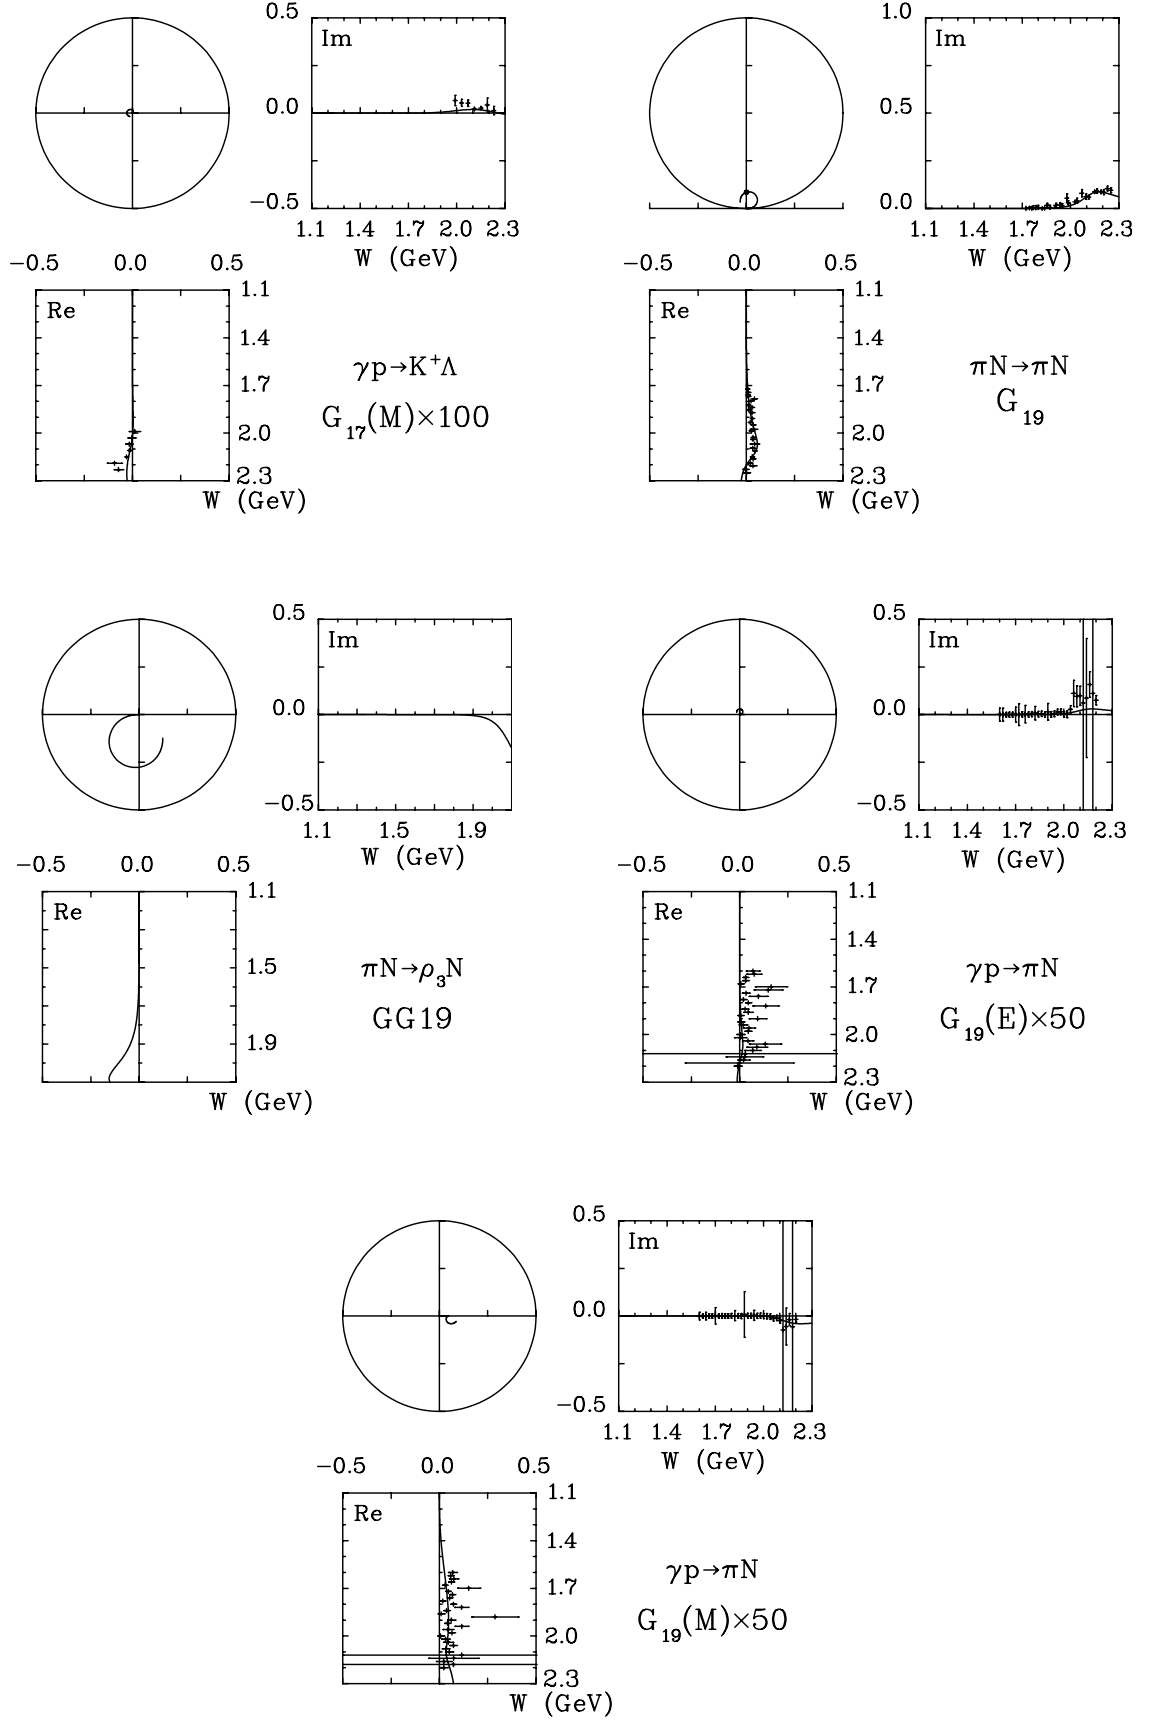 0.5
Im
0.0
−0.5
1.1 1.4 1.7 2.0 2.3
W (GeV)
−0.5 0.0 0.5
Re
1.1
1.4
1.7
2.0
2.3
W (GeV)
γp→K⁺Λ
G₁₇(M)×100
1.0
Im
0.5
0.0
1.1 1.4 1.7 2.0 2.3
W (GeV)
−0.5 0.0 0.5
Re
1.1
1.4
1.7
2.0
2.3
W (GeV)
πN→πN
G₁₉
0.5
Im
0.0
−0.5
1.1 1.5 1.9
W (GeV)
−0.5 0.0 0.5
Re
1.1
1.5
1.9
W (GeV)
πN→ρ₃N
GG19
0.5
Im
0.0
−0.5
1.1 1.4 1.7 2.0 2.3
W (GeV)
−0.5 0.0 0.5
Re
1.1
1.4
1.7
2.0
2.3
W (GeV)
γp→πN
G₁₉(E)×50
0.5
Im
0.0
−0.5
1.1 1.4 1.7 2.0 2.3
W (GeV)
−0.5 0.0 0.5
Re
1.1
1.4
1.7
2.0
2.3
W (GeV)
γp→πN
G₁₉(M)×50